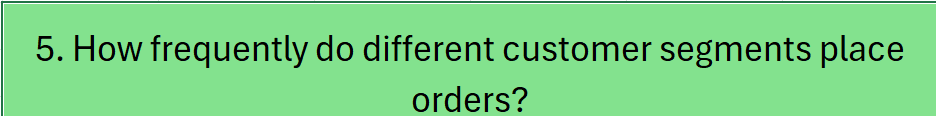 5. How frequently do different customer segments place
orders?